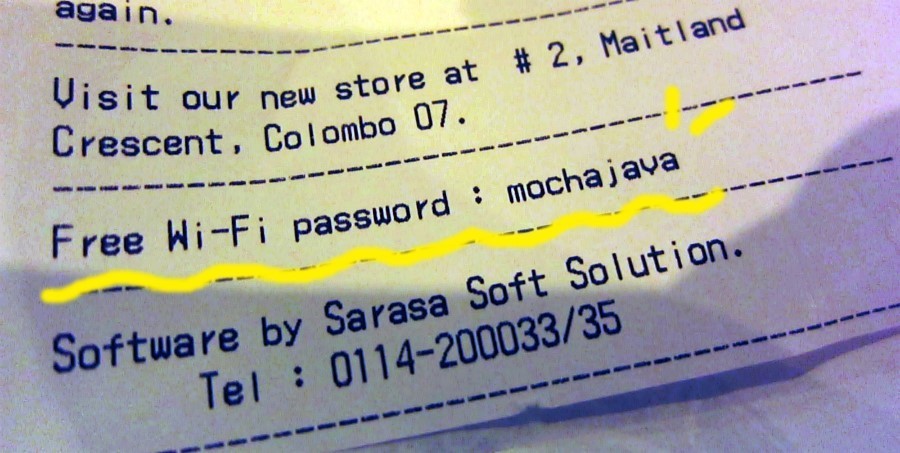 again.
Visit our new store at # 2, Maitland
Crescent, Colombo 07.
Free Wi-Fi password : mochajava
Software by Sarasa Soft Solution.
Tel : 0114-200033/35